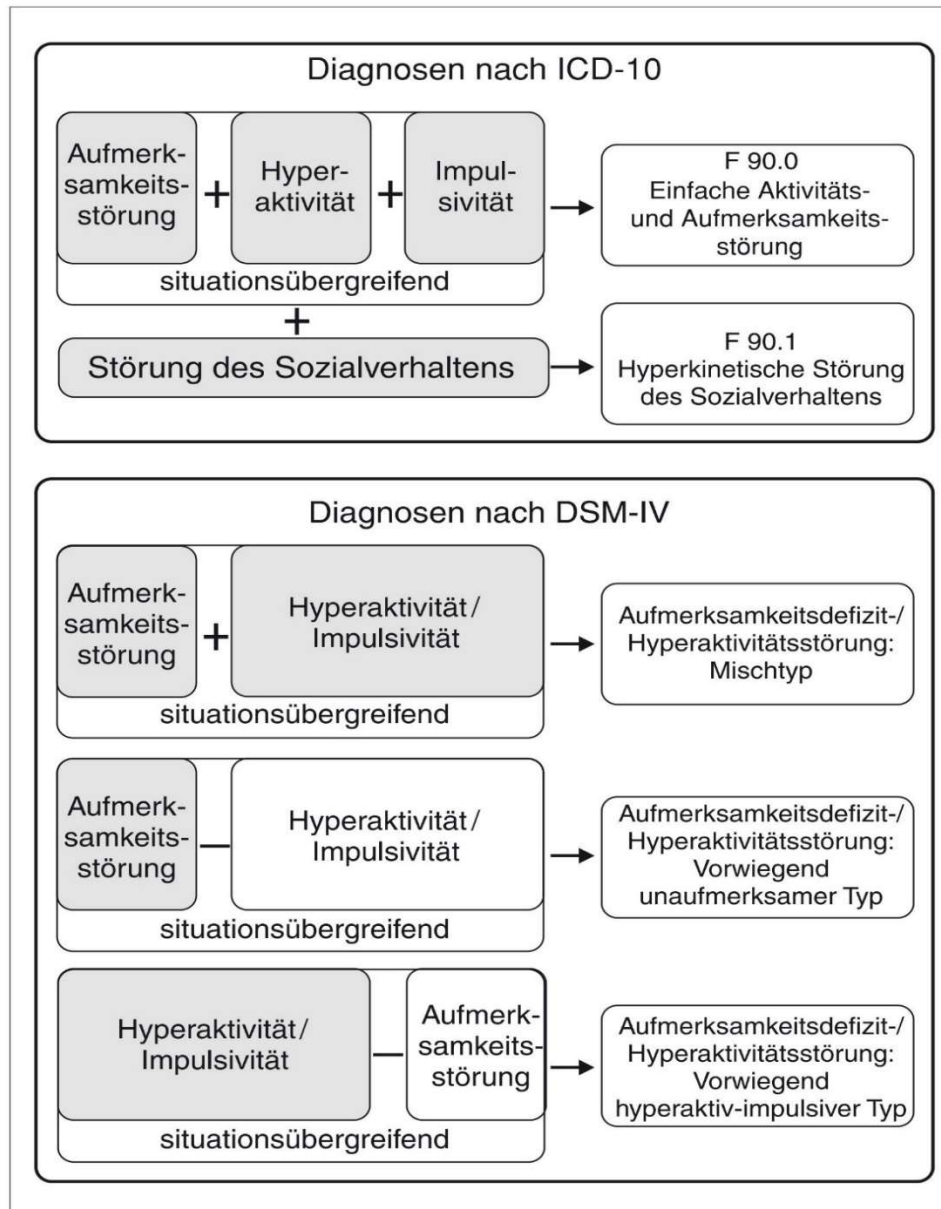 Diagnosen nach ICD-10
Aufmerk-
samkeits-
störung
+
Hyper-
aktivität
+
Impul-
sivität
situationsübergreifend
F 90.0
Einfache Aktivitäts-
und Aufmerksamkeits-
störung
+
Störung des Sozialverhaltens
F 90.1
Hyperkinetische Störung
des Sozialverhaltens
Diagnosen nach DSM-IV
Aufmerk-
samkeits-
störung
+
Hyperaktivität/
Impulsivität
situationsübergreifend
Aufmerksamkeitsdefizit-/
Hyperaktivitätsstörung:
Mischtyp
Aufmerk-
samkeits-
störung
–
Hyperaktivität/
Impulsivität
situationsübergreifend
Aufmerksamkeitsdefizit-/
Hyperaktivitätsstörung:
Vorwiegend
unaufmerksamer Typ
Hyperaktivität/
Impulsivität
–
Aufmerk-
samkeits-
störung
situationsübergreifend
Aufmerksamkeitsdefizit-/
Hyperaktivitätsstörung:
Vorwiegend
hyperaktiv-impulsiver Typ